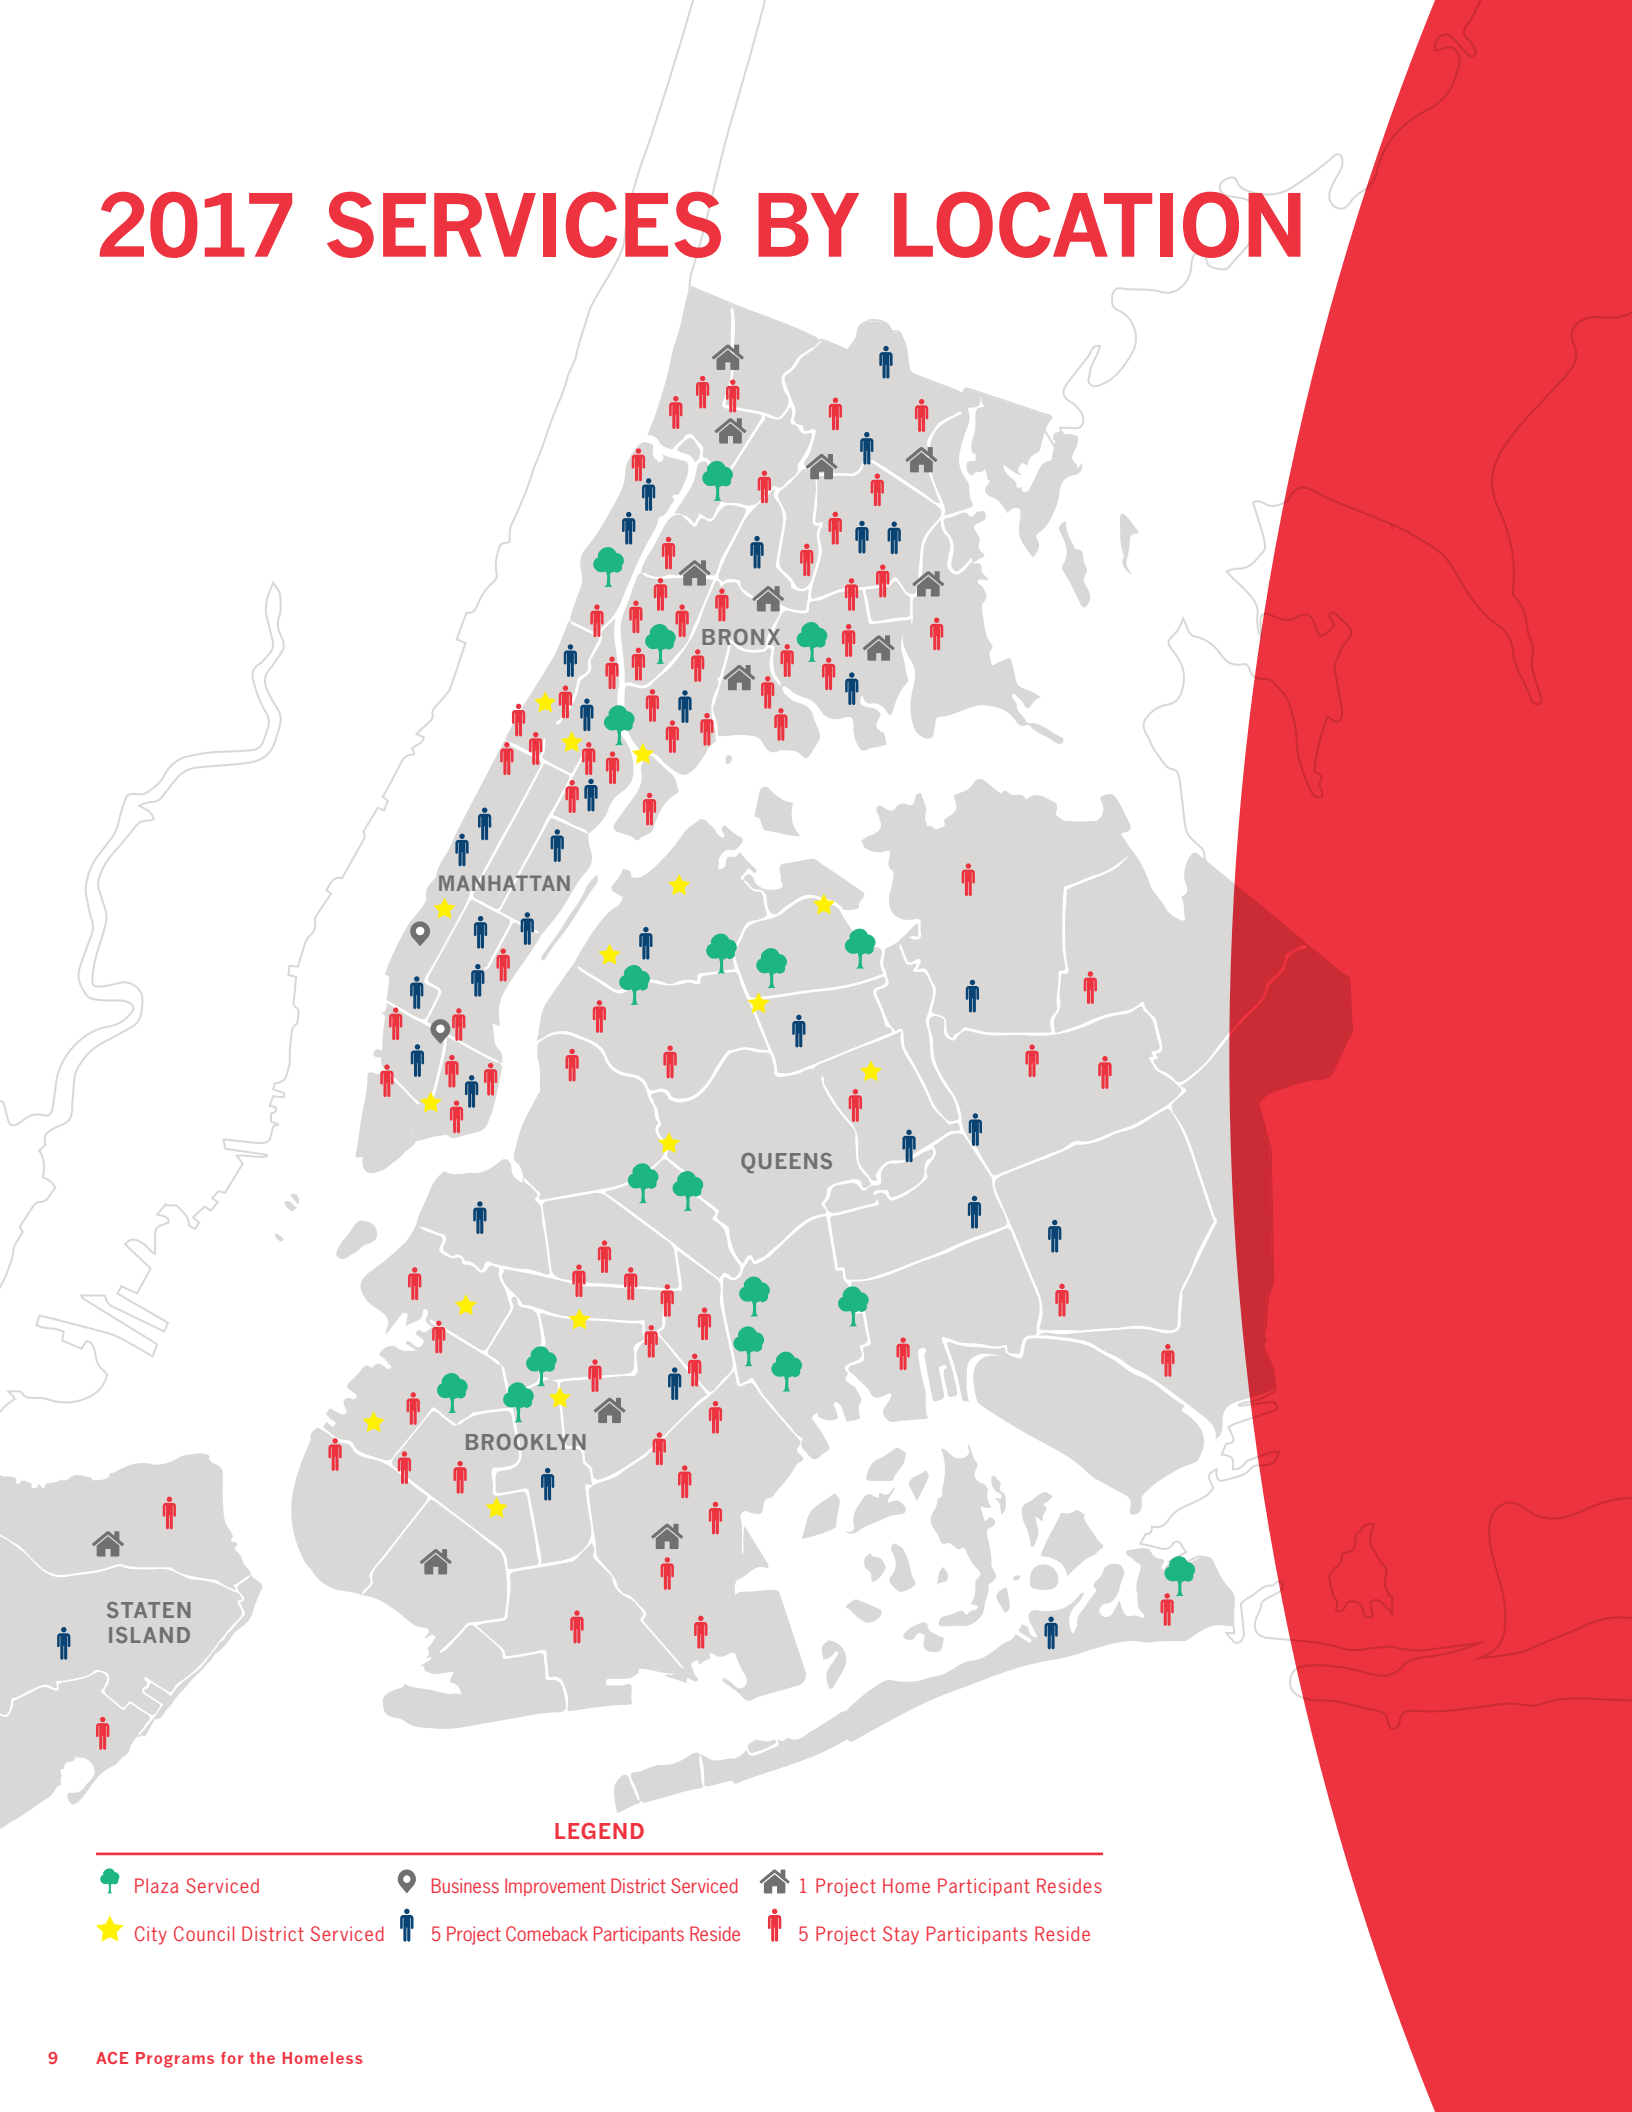 2017 SERVICES BY LOCATION
BRONX
MANHATTAN
QUEENS
BROOKLYN
STATEN
ISLAND
LEGEND
Plaza Serviced
Business Improvement District Serviced
1 Project Home Participant Resides
City Council District Serviced
5 Project Comeback Participants Reside
5 Project Stay Participants Reside
9 ACE Programs for the Homeless